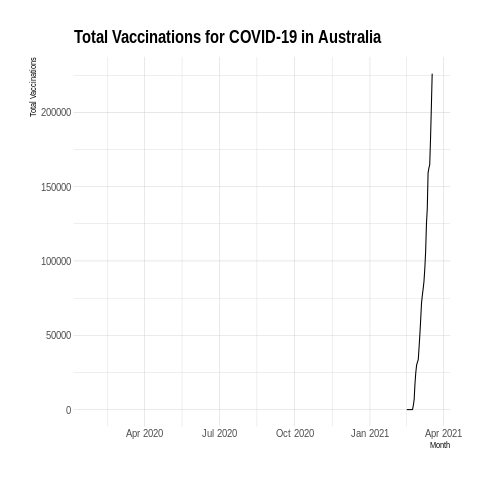 Total Vaccinations for COVID-19 in Australia
Total Vaccinations
200000
150000
100000
50000
0
Apr 2020 Jul 2020 Oct 2020 Jan 2021 Apr 2021
Month